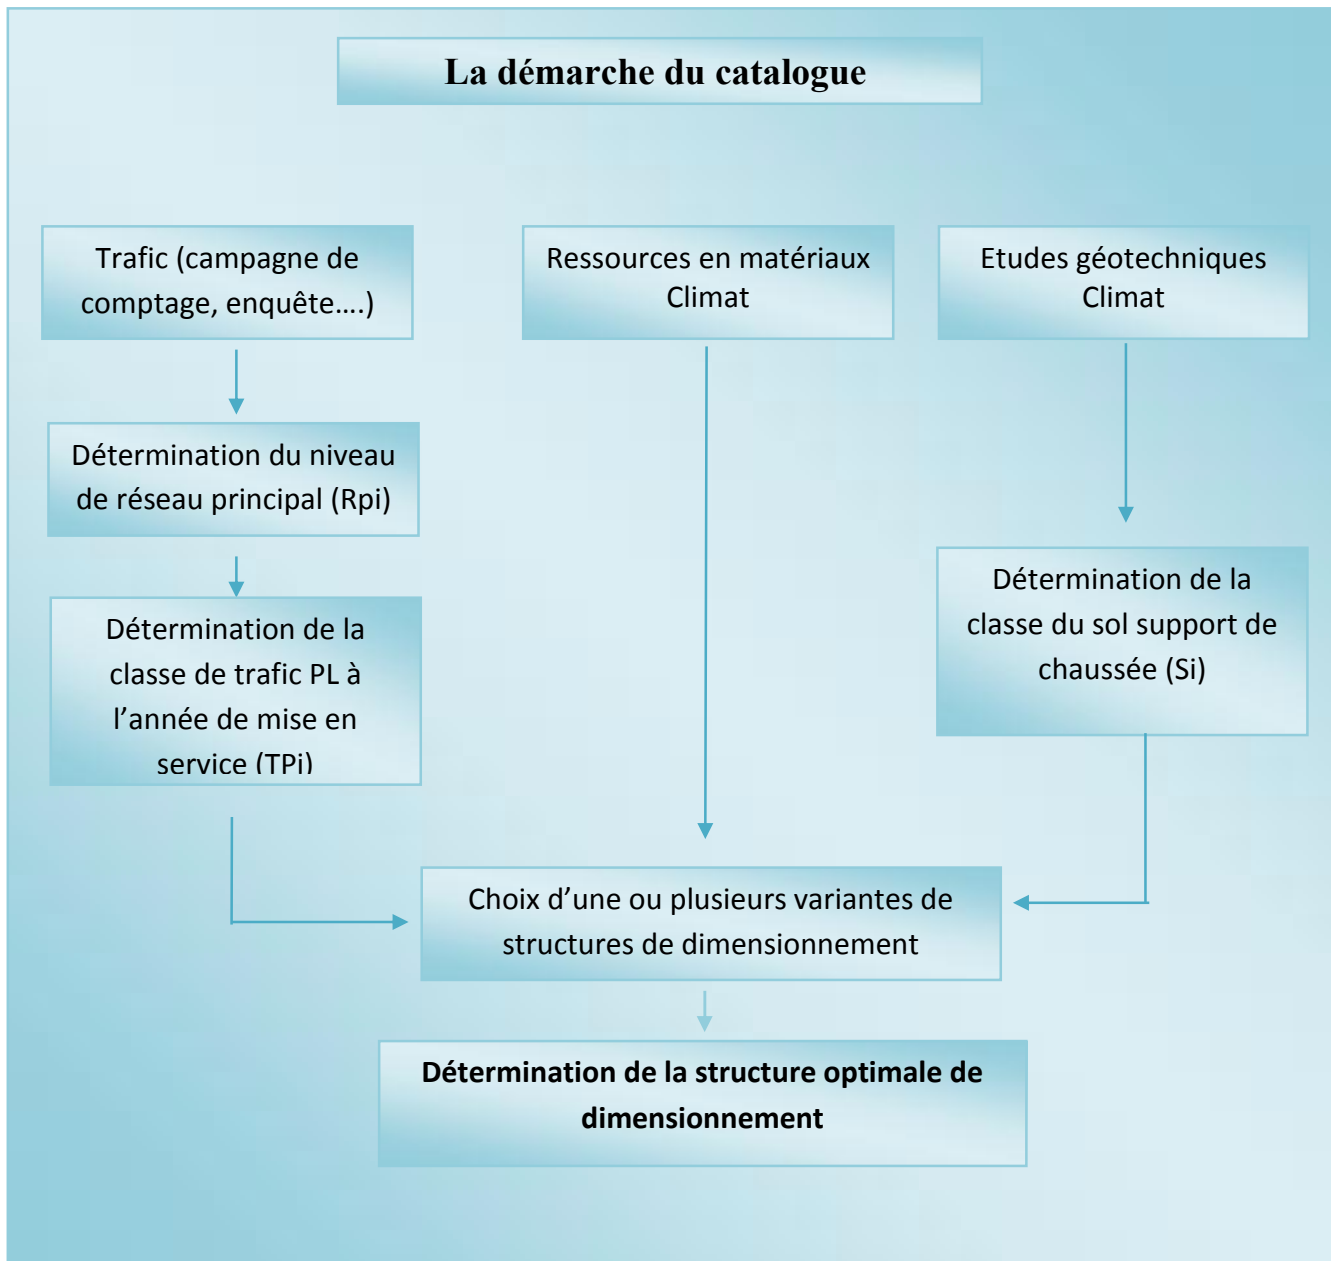 La démarche du catalogue
Trafic (campagne de
comptage, enquête….)
Ressources en matériaux
Climat
Etudes géotechniques
Climat
Détermination du niveau
de réseau principal (Rpi)
Détermination de la
classe de trafic PL à
l’année de mise en
service (TPi)
Détermination de la
classe du sol support de
chaussée (Si)
Choix d’une ou plusieurs variantes de
structures de dimensionnement
Détermination de la structure optimale de
dimensionnement